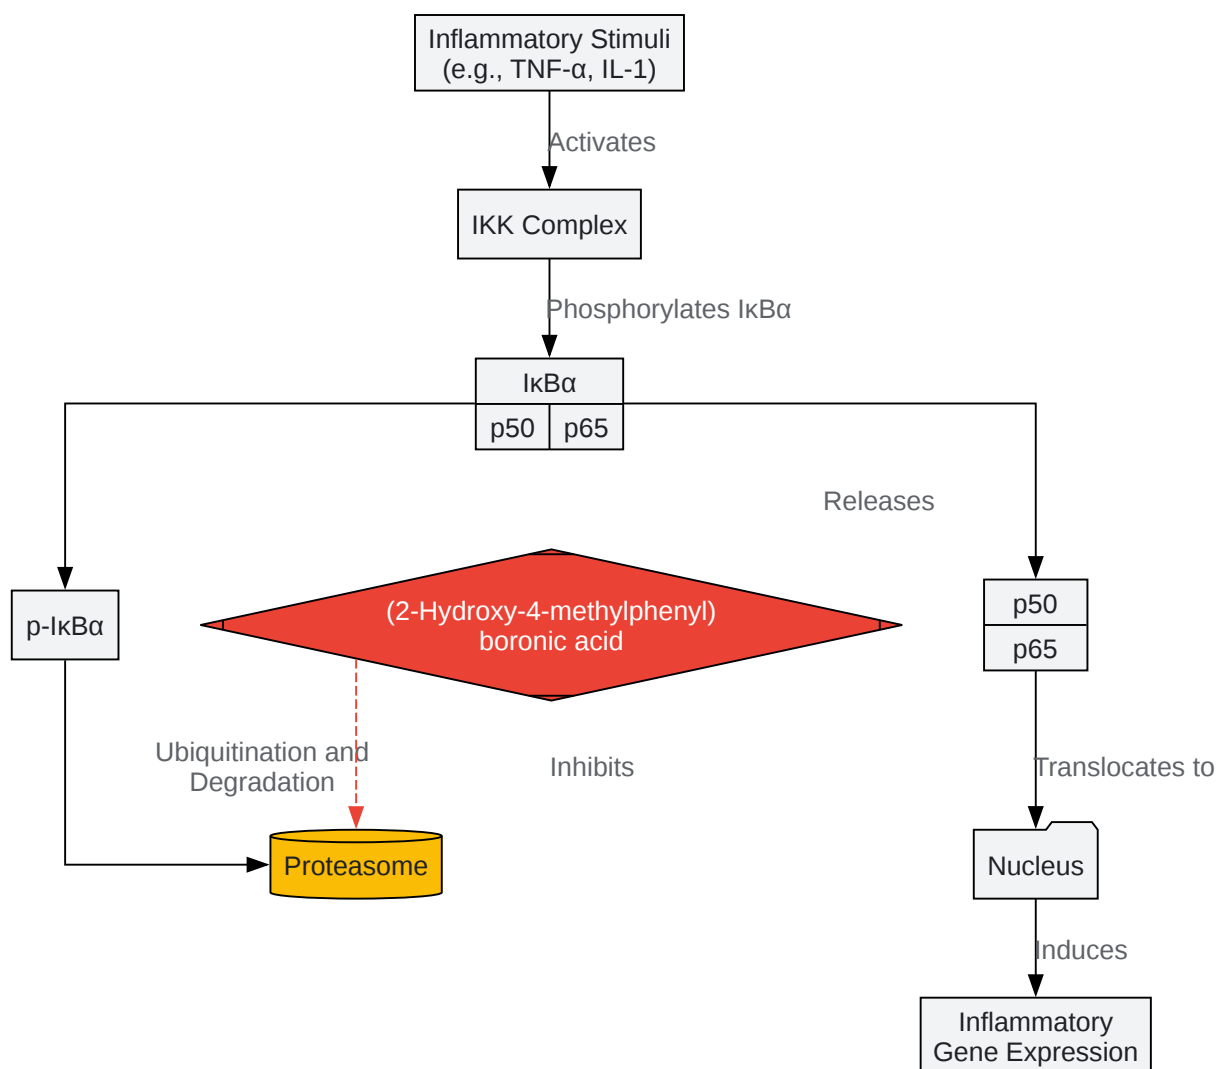 Inflammatory Stimuli
(e.g., TNF-α, IL-1)
Activates
IKK Complex
Phosphorylates IκBα
IκBα
p50
p65
Releases
p-IκBα
(2-Hydroxy-4-methylphenyl)
boronic acid
p50
p65
Ubiquitination and
Degradation
Inhibits
Translocates to
Proteasome
Nucleus
Induces
Inflammatory
Gene Expression